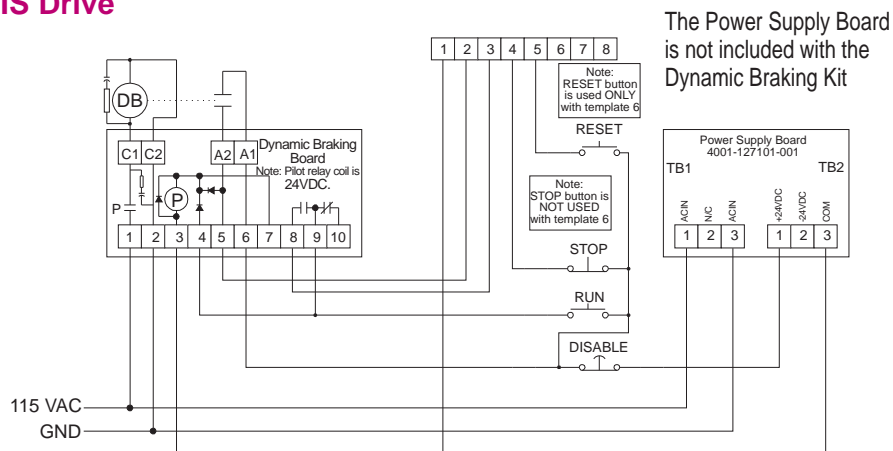 IS Drive
The Power Supply Board
is not included with the
Dynamic Braking Kit
1 2 3 4 5 6 7 8
Note:
RESET button
is used ONLY
with template 6
RESET
DB
C1 C2 A2 A1
Dynamic Braking
Board
Note: Pilot relay coil is
24VDC.
P
P
1 2 3 4 5 6 7 8 9 10
Note:
STOP button is
NOT USED
with template 6
STOP
RUN
DISABLE
Power Supply Board
4001-127101-001
TB1 TB2
ACIN N/C ACIN +24VDC -24VDC COM
1 2 3 1 2 3
115 VAC
GND